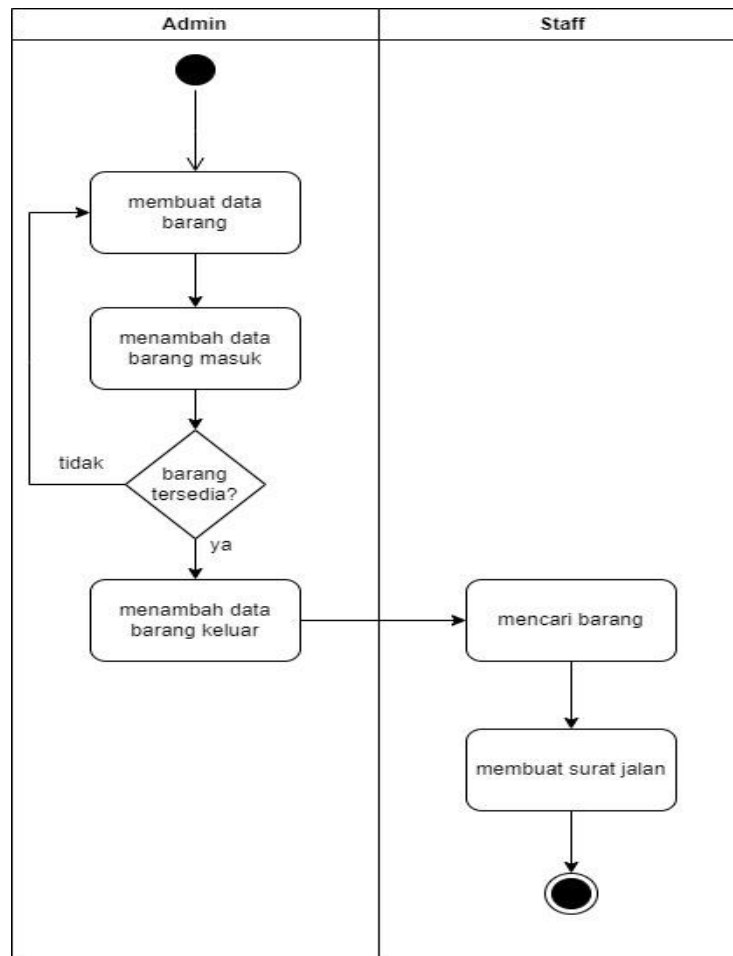 Admin
Staff
membuat data
barang
menambah data
barang masuk
tidak
barang
tersedia?
ya
menambah data
barang keluar
mencari barang
membuat surat jalan